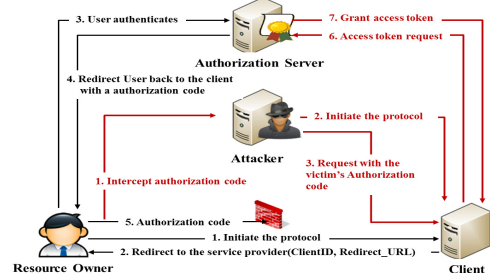 3. User authenticates
7. Grant access token
6. Access token request
Authorization Server
4. Redirect User back to the client
with a authorization code
2. Initiate the protocol
Attacker
3. Request with the
victim's Authorization
code
1. Intercept authorization code
5. Authorization code
1. Initiate the protocol
2. Redirect to the service provider(ClientID, Redirect_URL)
Resource Owner
Client